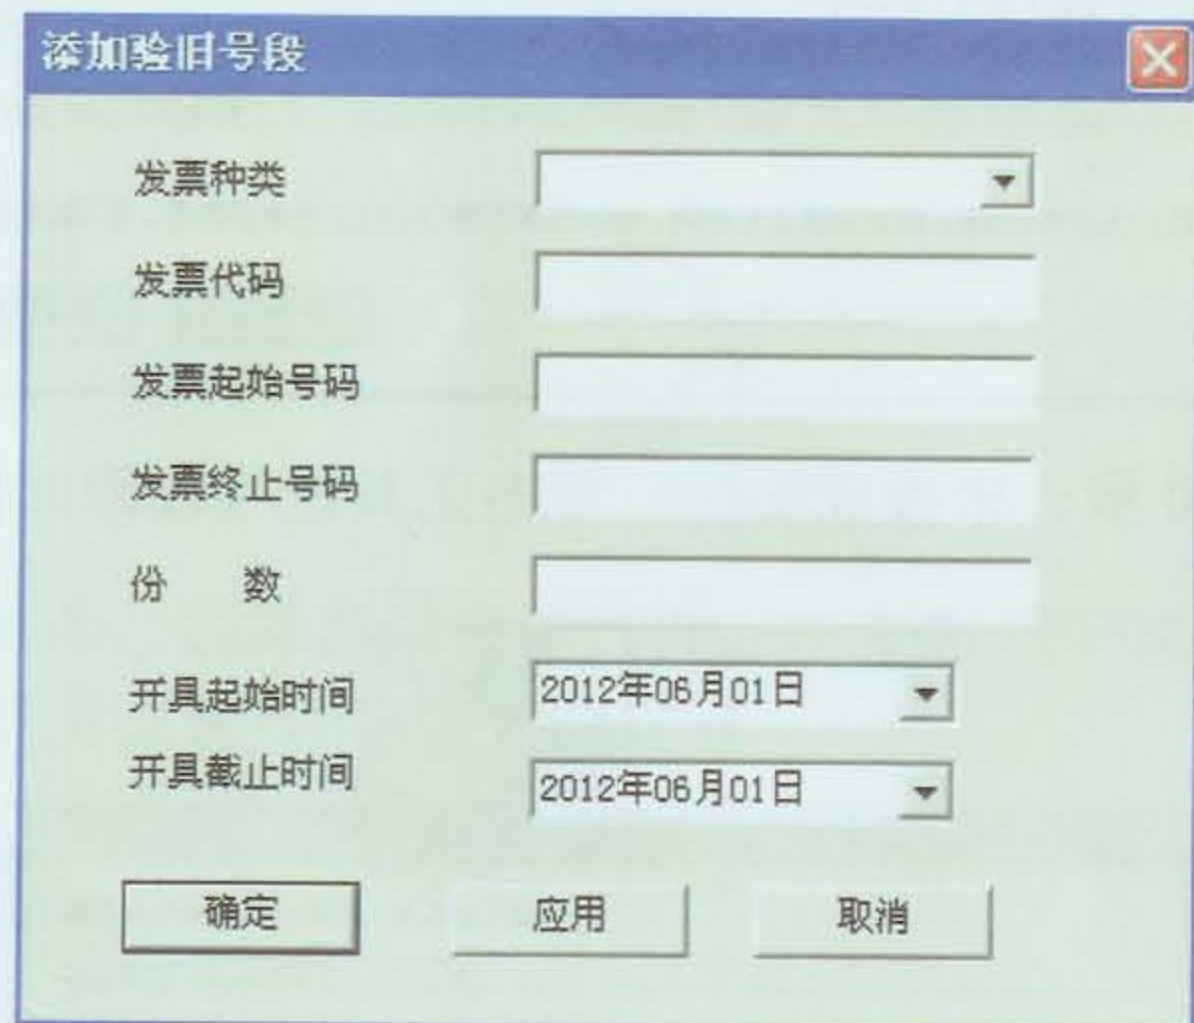 添加验旧号段
发票种类
发票代码
发票起始号码
发票终止号码
份 数
开具起始时间 2012年06月01日
开具截止时间 2012年06月01日
确定 应用 取消